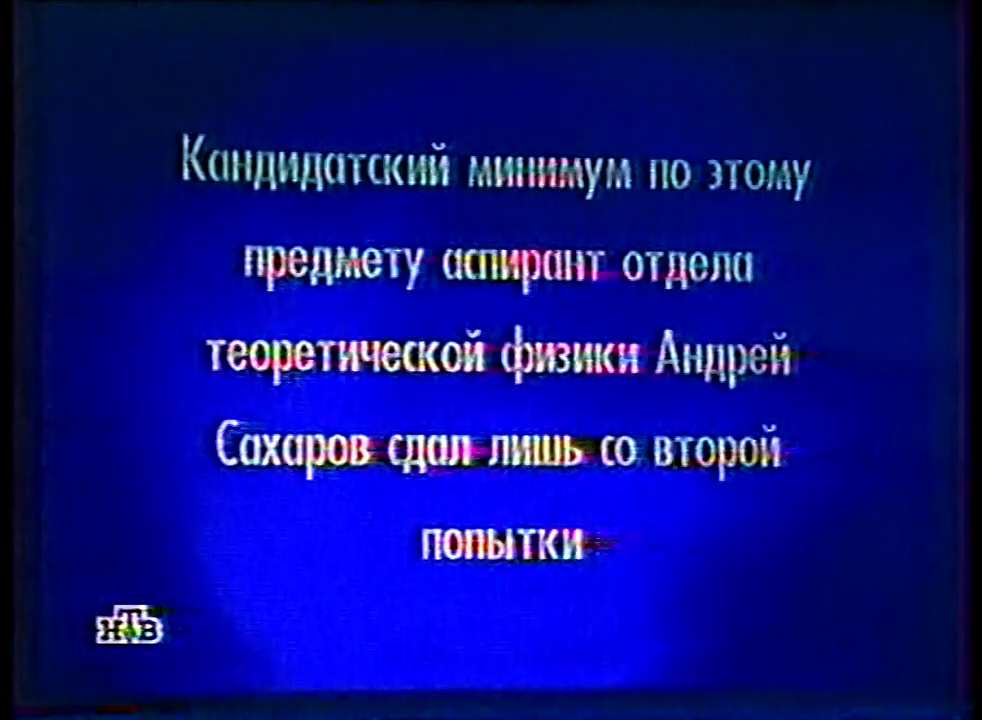 Кандидатский минимум по этому
предмету аспирант отдела
теоретической физики Андрей
Сахаров сдал лишь со второй
попытки
НТВ